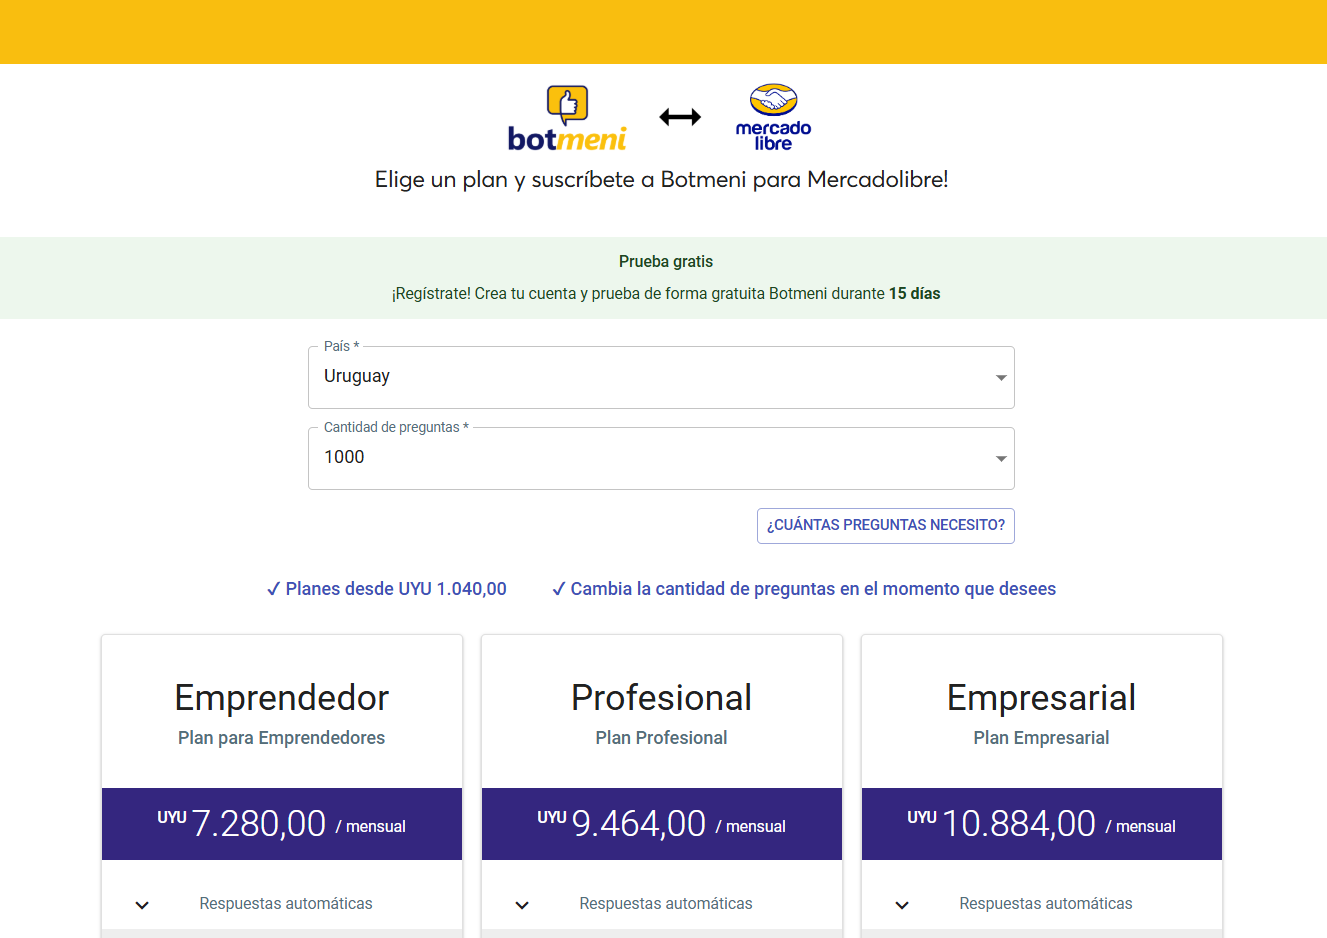 botmeni
mercado
libre
Elige un plan y suscríbete a Botmeni para Mercadolibre!
Prueba gratis
¡Regístrate! Crea tu cuenta y prueba de forma gratuita Botmeni durante 15 días
País *
Uruguay
Cantidad de preguntas *
1000
¿CUÁNTAS PREGUNTAS NECESITO?
✓ Planes desde UYU 1.040,00
✓ Cambia la cantidad de preguntas en el momento que desees
Emprendedor
Plan para Emprendedores
UYU 7.280,00 / mensual
Respuestas automáticas
Profesional
Plan Profesional
UYU 9.464,00 / mensual
Respuestas automáticas
Empresarial
Plan Empresarial
UYU 10.884,00 / mensual
Respuestas automáticas